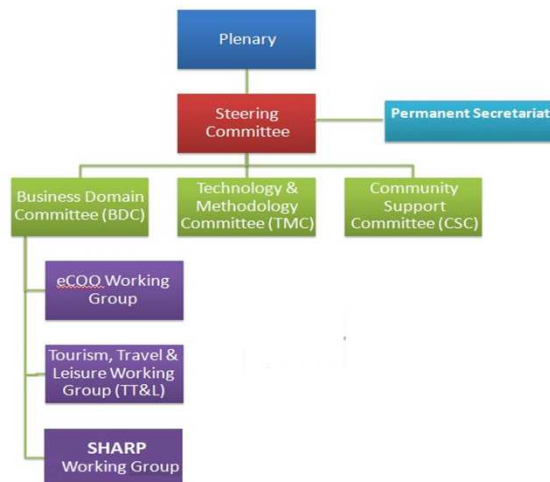 Plenary
Steering
Committee
Permanent Secretariat
Business Domain
Committee (BDC)
Technology &
Methodology
Committee (TMC)
Community
Support
Committee (CSC)
eCOO Working
Group
Tourism, Travel &
Leisure Working
Group (TT&L)
SHARP
Working Group